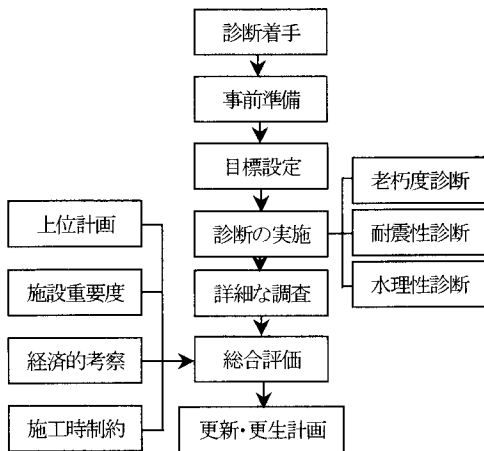 診断着手
事前準備
目標設定
老朽度診断
上位計画
診断の実施
耐震性診断
施設重要度
詳細な調査
水理性診断
経済的考察
総合評価
施工時制約
更新・更生計画